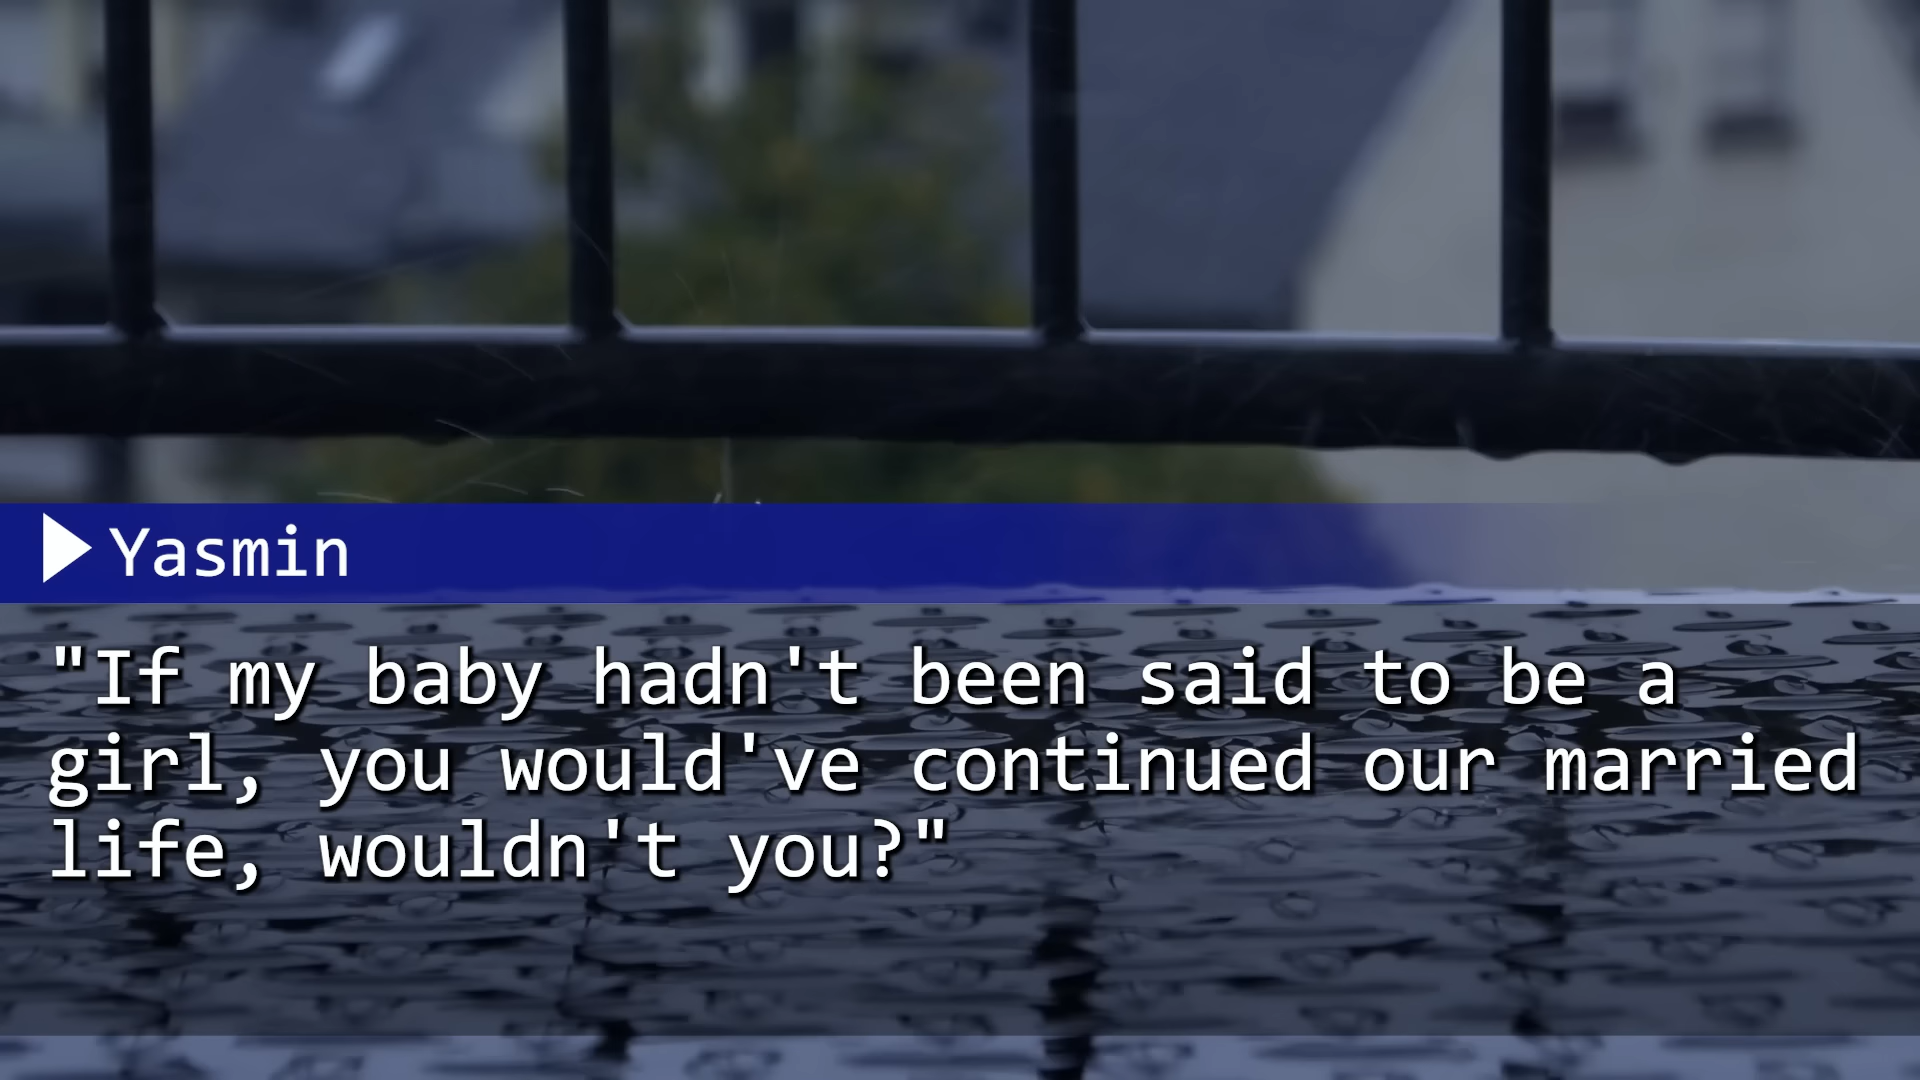 Yasmin
"If my baby hadn't been said to be a
girl, you would've continued our married
life, wouldn't you?"